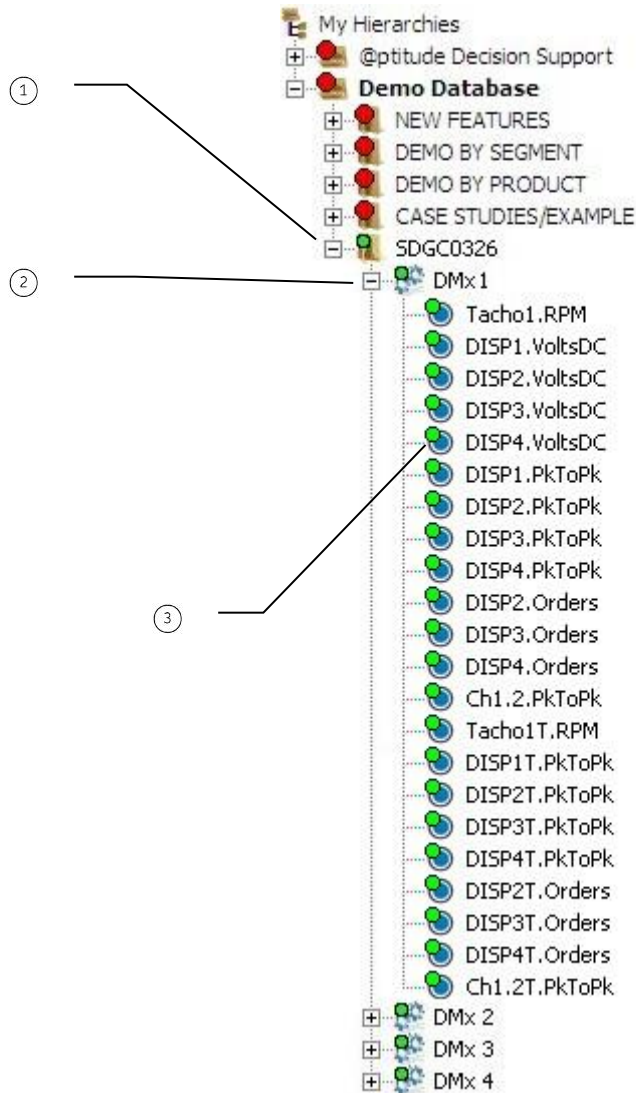 My Hierarchies
@ptitude Decision Support
1
Demo Database
NEW FEATURES
DEMO BY SEGMENT
DEMO BY PRODUCT
CASE STUDIES/EXAMPLE
SDGC0326
2
DMx1
Tacho1.RPM
DISP1.VoltsDC
DISP2.VoltsDC
DISP3.VoltsDC
DISP4.VoltsDC
DISP1.PkToPk
DISP2.PkToPk
DISP3.PkToPk
DISP4.PkToPk
DISP2.Orders
3
DISP3.Orders
DISP4.Orders
Ch1.2.PkToPk
Tacho1T.RPM
DISP1T.PkToPk
DISP2T.PkToPk
DISP3T.PkToPk
DISP4T.PkToPk
DISP2T.Orders
DISP3T.Orders
DISP4T.Orders
Ch1.2T.PkToPk
DMx 2
DMx 3
DMx 4